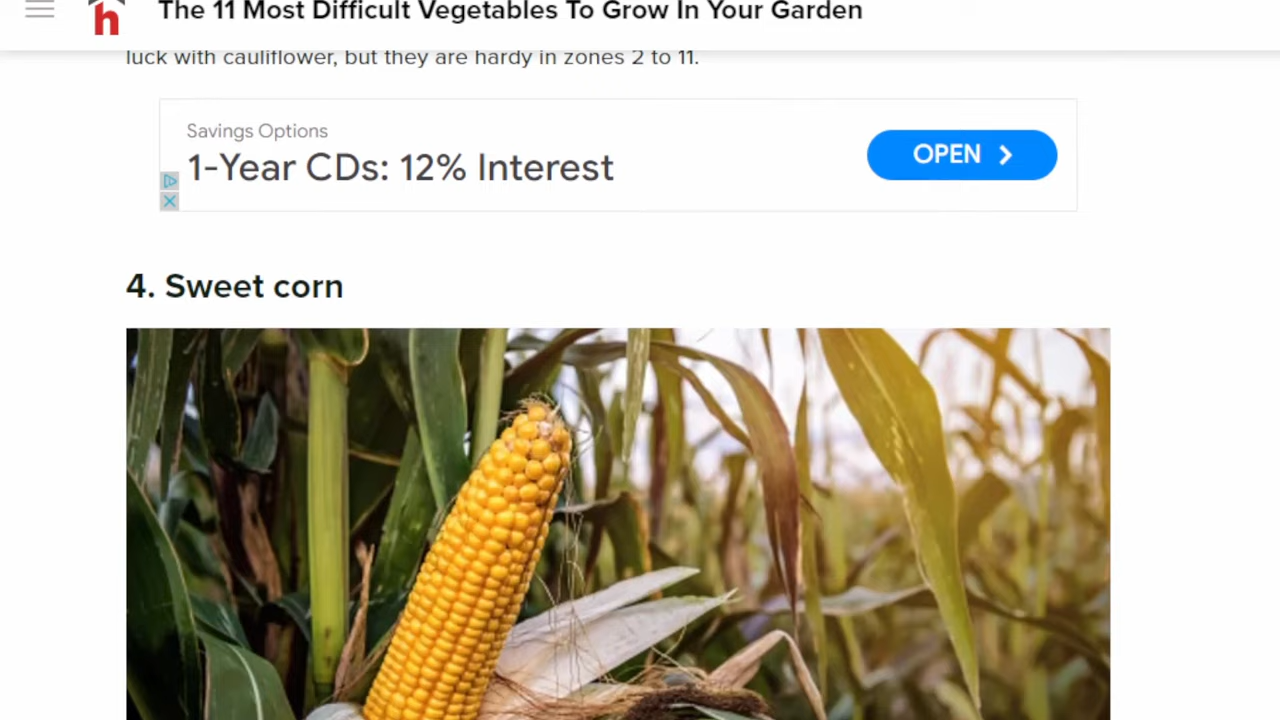 h
The 11 Most Difficult Vegetables To Grow In Your Garden
luck with cauliflower, but they are hardy in zones 2 to 11.
Savings Options
1-Year CDs: 12% Interest
OPEN
4. Sweet corn